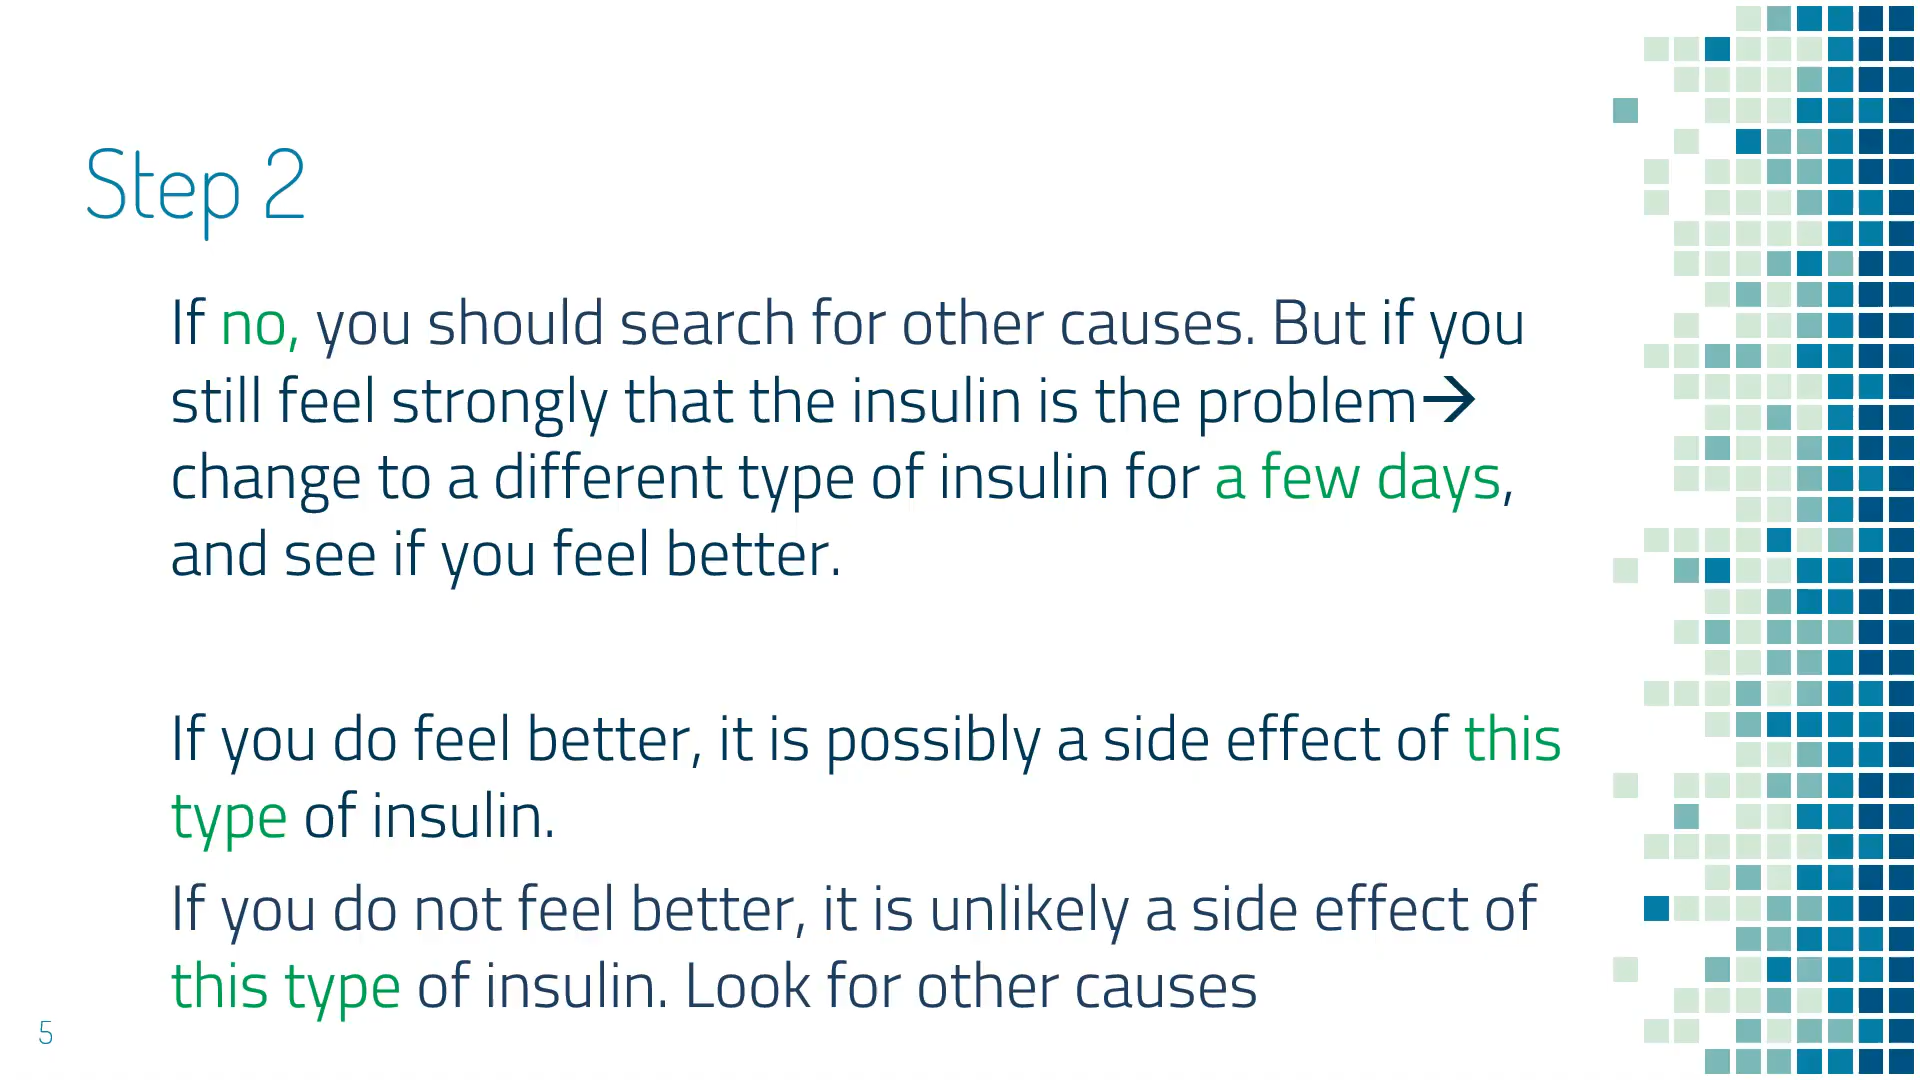 Step 2
If no, you should search for other causes. But if you
still feel strongly that the insulin is the problem→
change to a different type of insulin for a few days,
and see if you feel better.
If you do feel better, it is possibly a side effect of this
type of insulin.
If you do not feel better, it is unlikely a side effect of
this type of insulin. Look for other causes
5